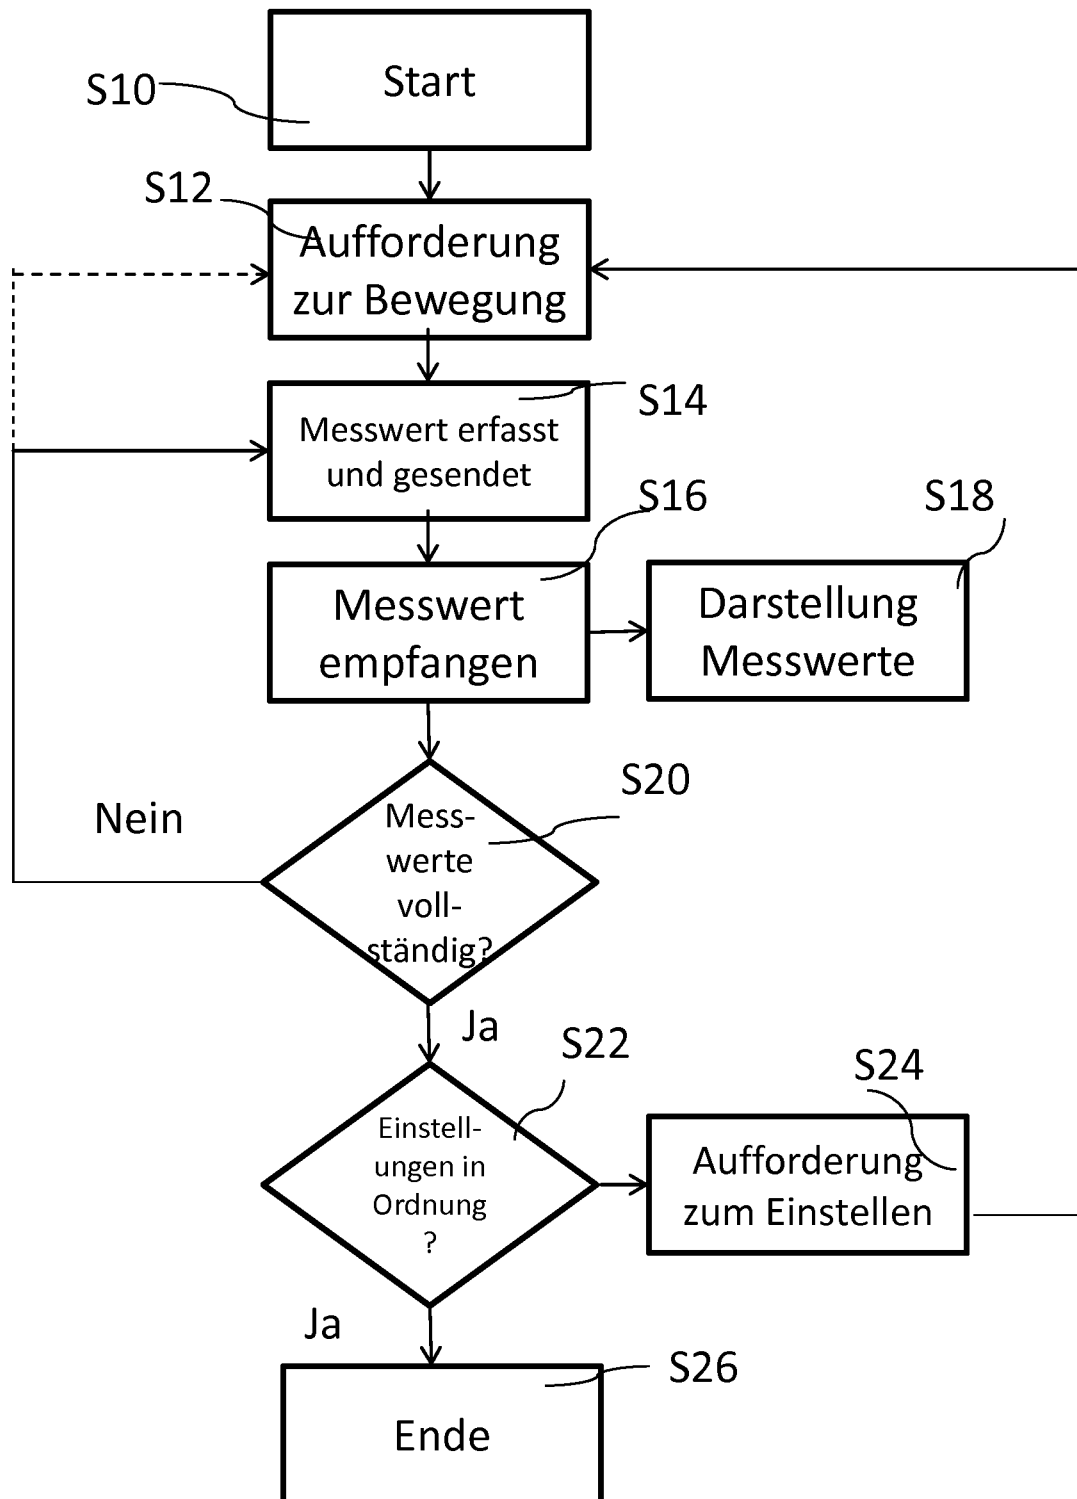 Start
S10
S12
Aufforderung
zur Bewegung
S14
Messwert erfasst
und gesendet
S16
S18
Messwert
empfangen
Darstellung
Messwerte
S20
Nein
Mess-
werte
voll-
ständig?
Ja
S22
S24
Einstell-
ungen in
Ordnung
?
Aufforderung
zum Einstellen
Ja
S26
Ende